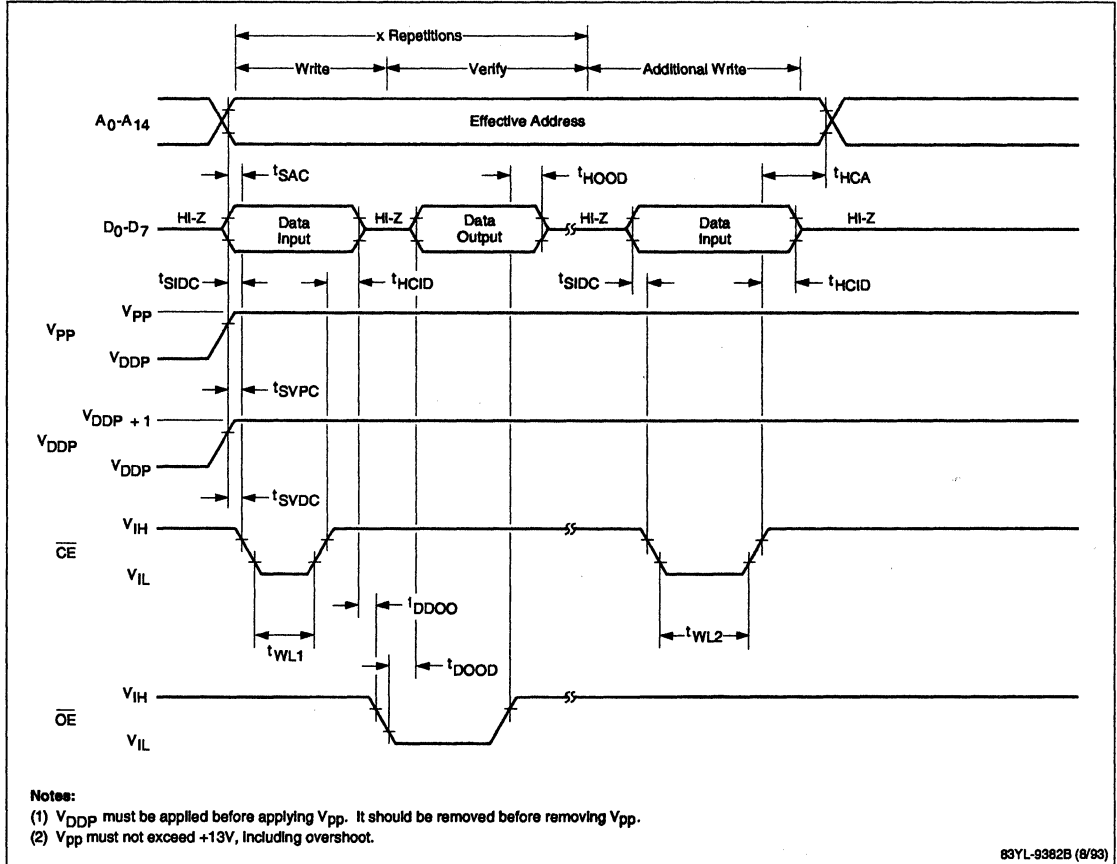 x Repetitions
Write Verify Additional Write
A0-A14 Effective Address
tSAC tHOOD tHCA
D0-D7 HI-Z Data Input HI-Z Data Output HI-Z Data Input HI-Z
tSIDC tHCID tSIDC tHCID
VPP VPP
VDDP
tSVPC
VDDP VDDP + 1
VDDP
tSVDC
CE VIH
VIL
tDDOO
tWL1 tWL2
tDOOD
OE VIH
VIL
Notes:
(1) VDDP must be applied before applying VPP. It should be removed before removing VPP.
(2) VPP must not exceed +13V, including overshoot.
83YL-9382B (8/93)